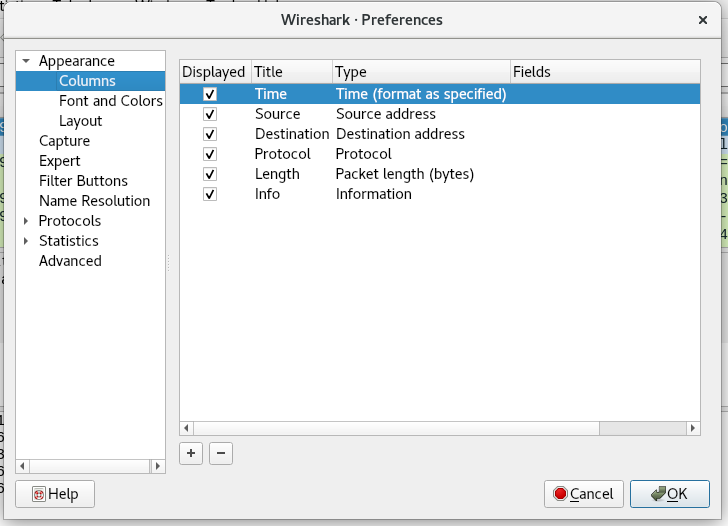 Wireshark · Preferences
Appearance
Columns
Font and Colors
Layout
Capture
Expert
Filter Buttons
Name Resolution
Protocols
Statistics
Advanced
Displayed Title Type Fields
Time Time (format as specified)
Source Source address
Destination Destination address
Protocol Protocol
Length Packet length (bytes)
Info Information
Help
Cancel
OK